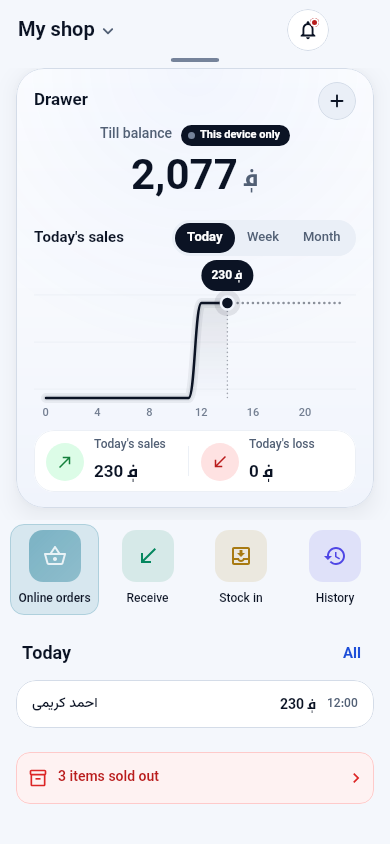 My shop
Drawer
Till balance
This device only
2,077 ؋
Today's sales
Today
Week
Month
230 ؋
0
4
8
12
16
20
Today's sales
230 ؋
Today's loss
0 ؋
Online orders
Receive
Stock in
History
Today
All
احمد کریمی
230 ؋
12:00
3 items sold out